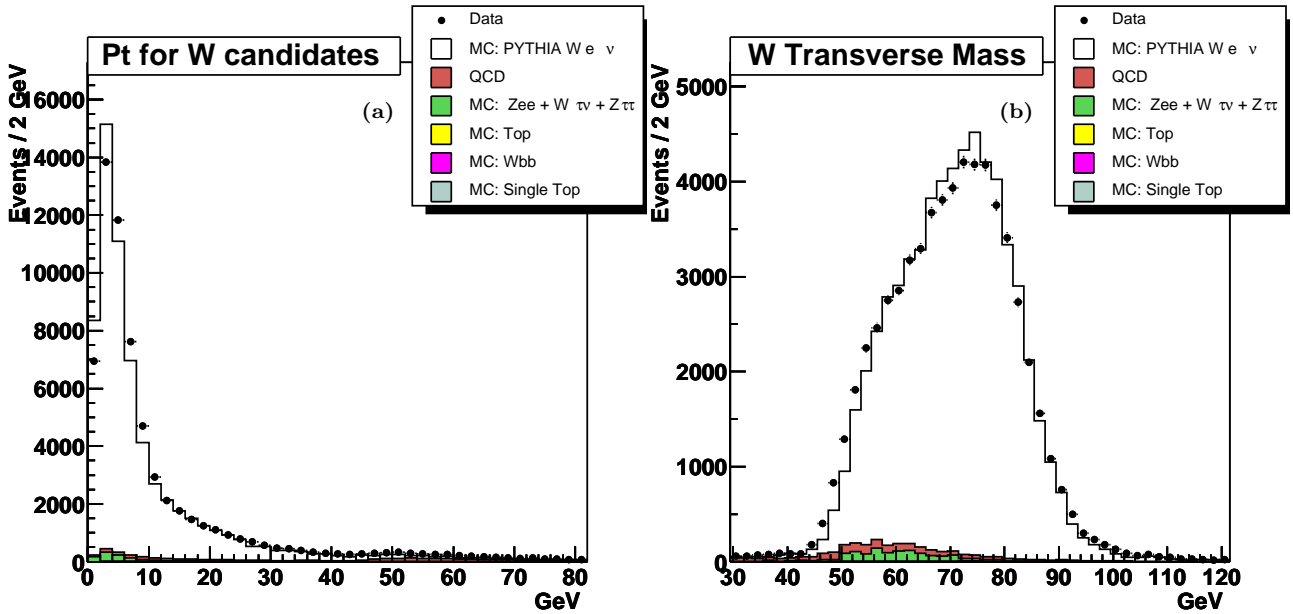 Pt for W candidates
Events / 2 GeV
(a)
Data
MC: PYTHIA W e ν
QCD
MC: Zee + W τν + Z ττ
MC: Top
MC: Wbb
MC: Single Top
16000
14000
12000
10000
8000
6000
4000
2000
0
0 10 20 30 40 50 60 70 80
GeV
W Transverse Mass
Events / 2 GeV
(b)
Data
MC: PYTHIA W e ν
QCD
MC: Zee + W τν + Z ττ
MC: Top
MC: Wbb
MC: Single Top
5000
4000
3000
2000
1000
0
30 40 50 60 70 80 90 100 110 120
GeV